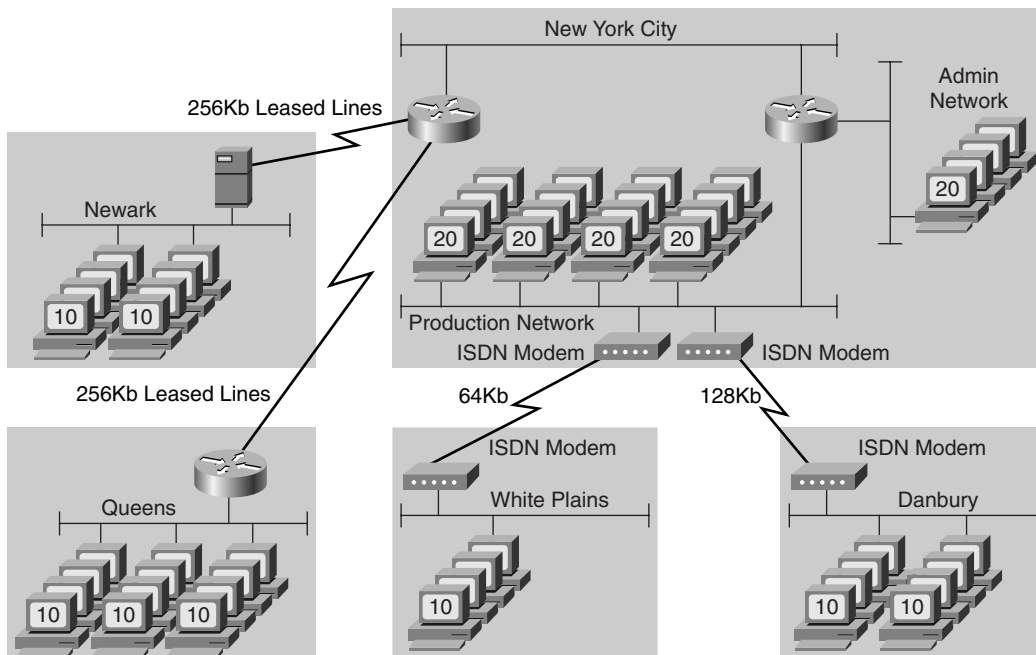 New York City
Admin
Network
256Kb Leased Lines
20
Newark
20 20 20 20
10 10
Production Network
ISDN Modem
ISDN Modem
256Kb Leased Lines
64Kb
128Kb
ISDN Modem
ISDN Modem
Queens
White Plains
Danbury
10 10 10
10
10 10